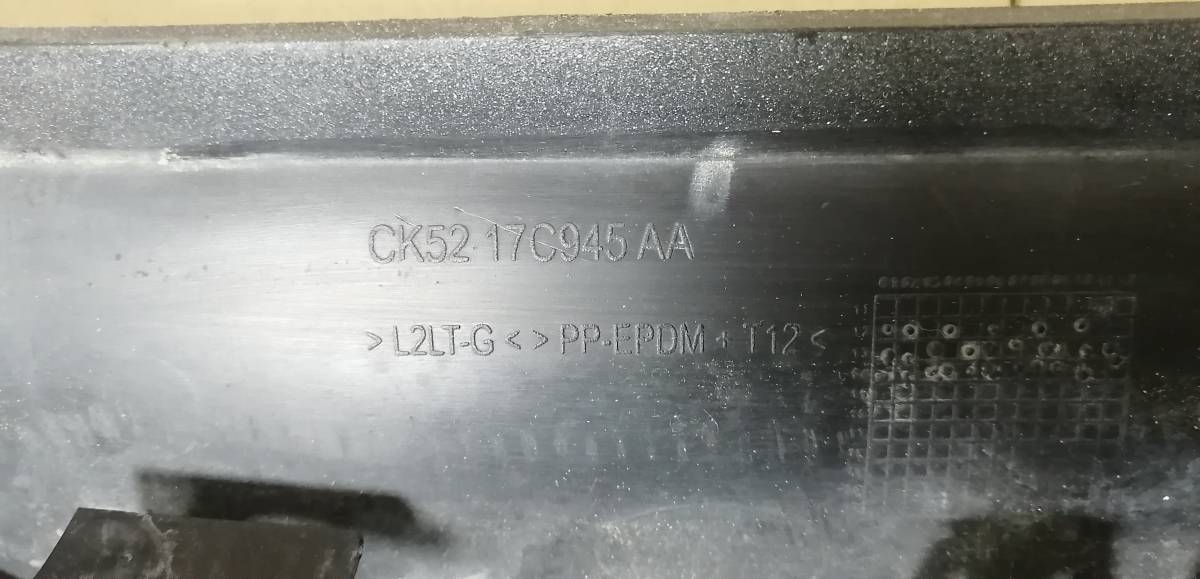 CK52 17C945 AA
> L2LT-G < > PP-EPDM + T12 <